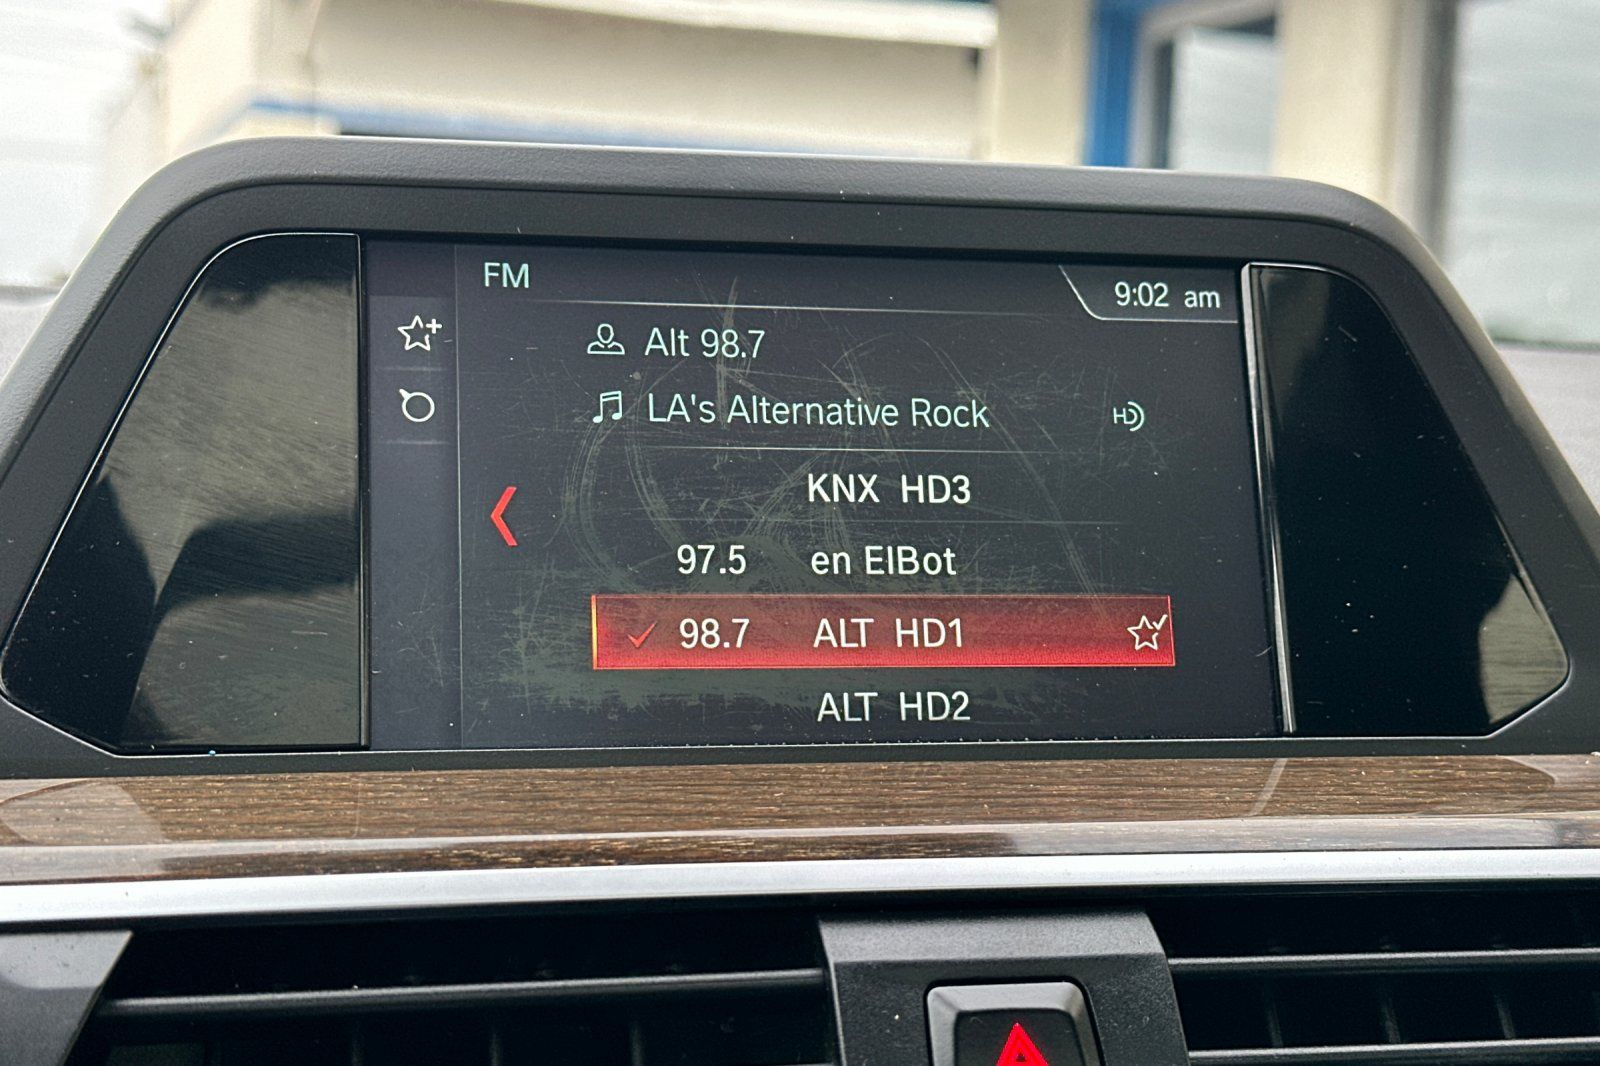 FM
9:02 am
Alt 98.7
LA's Alternative Rock
HD
KNX HD3
97.5 en ElBot
98.7 ALT HD1
ALT HD2